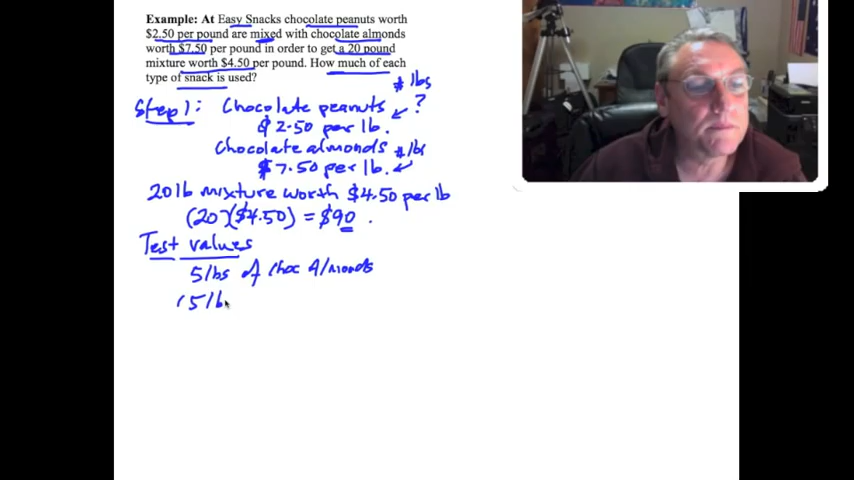 Example: At Easy Snacks chocolate peanuts worth
$2.50 per pound are mixed with chocolate almonds
worth $7.50 per pound in order to get a 20 pound
mixture worth $4.50 per pound. How much of each
type of snack is used?
# lbs
Step 1: Chocolate peanuts ?
$2.50 per lb.
Chocolate almonds # lbs
$7.50 per lb.
20 lb mixture worth $4.50 per lb
(20)($4.50) = $90.
Test values
5 lbs of choc Almonds
15 lb